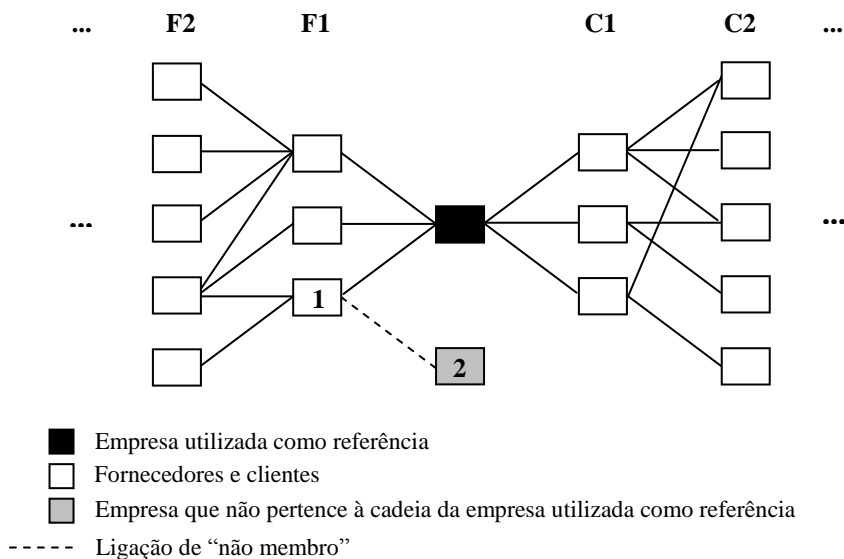 ... F2 F1 C1 C2 ...
... ...
1
2
Empresa utilizada como referência
Fornecedores e clientes
Empresa que não pertence à cadeia da empresa utilizada como referência
Ligação de “não membro”